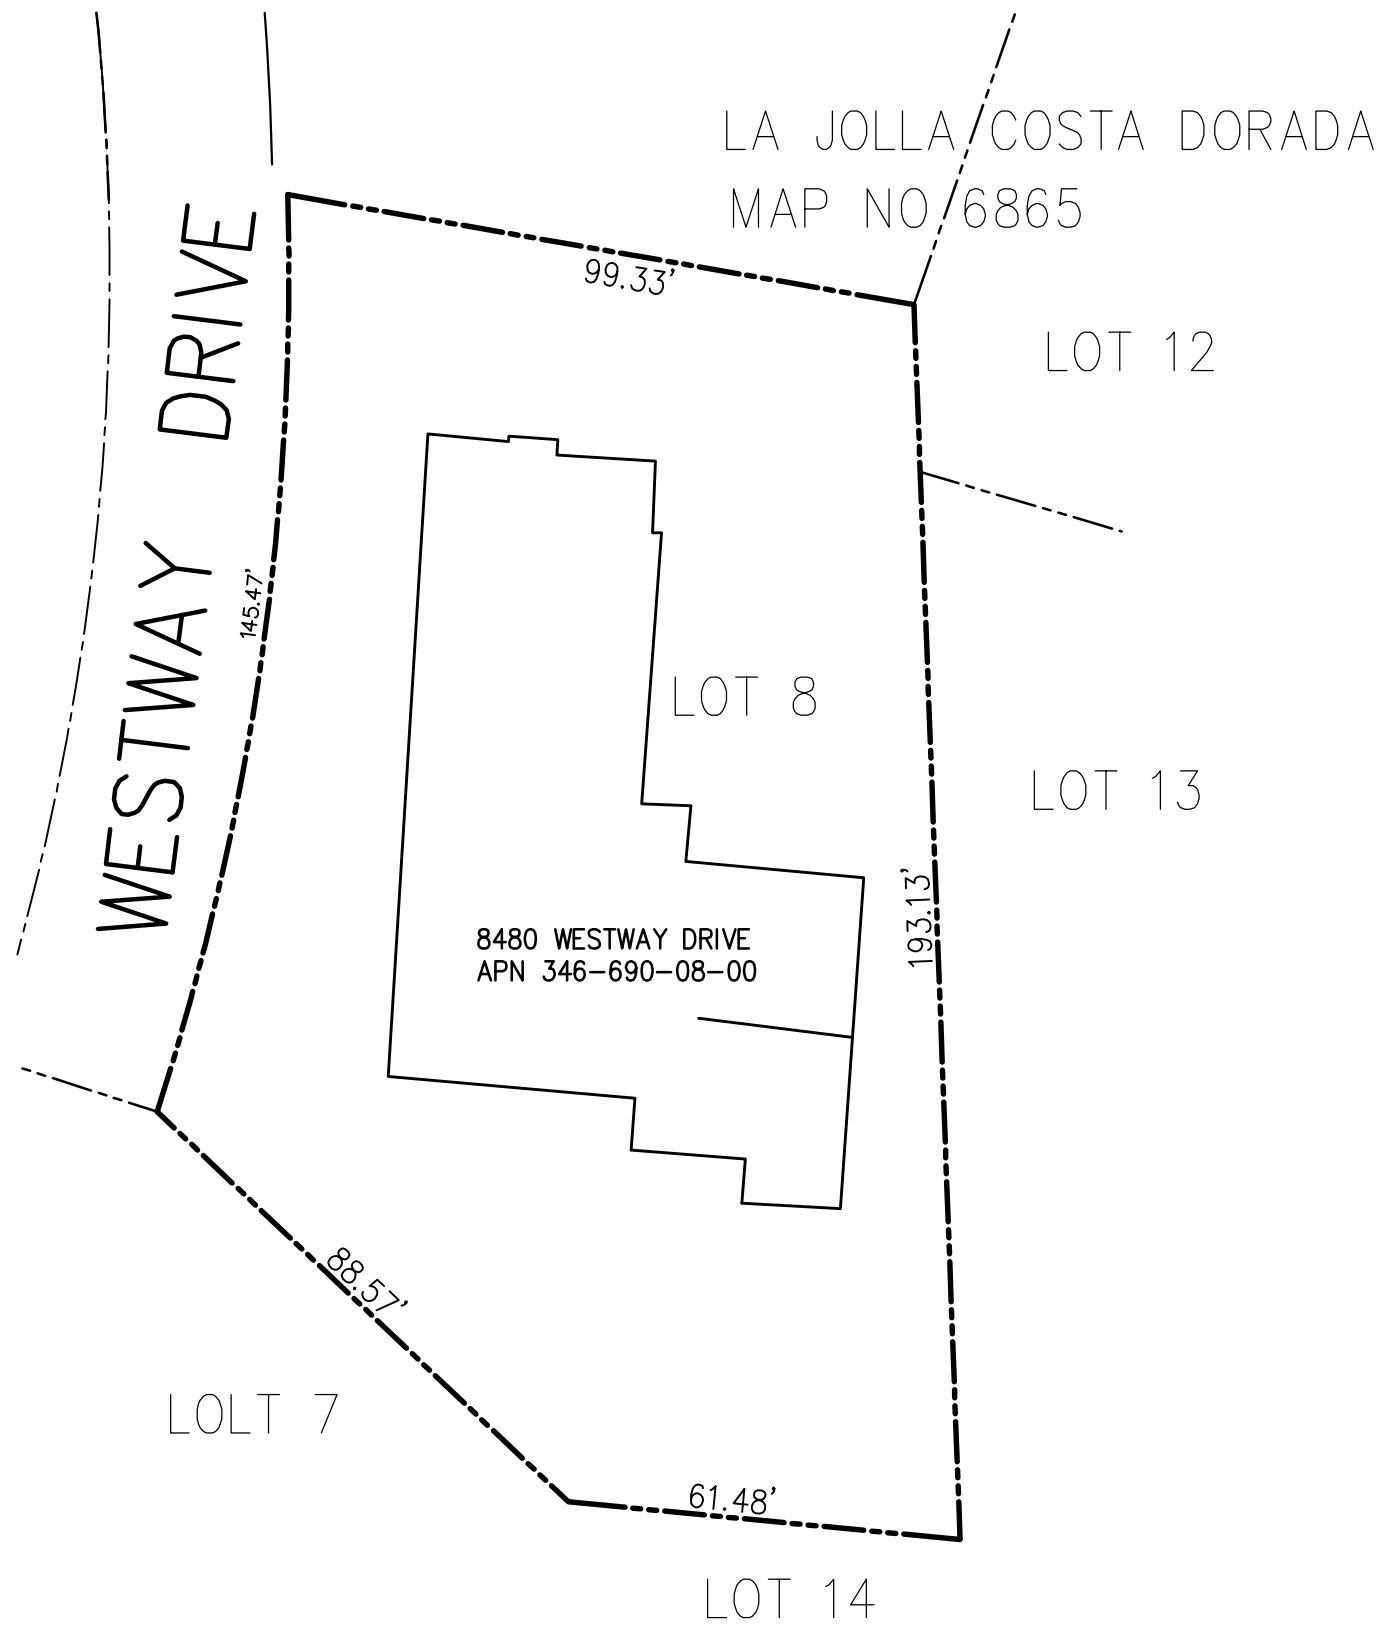 LA JOLLA COSTA DORADA
MAP NO 6865
99.33'
LOT 12
WESTWAY DRIVE
145.47'
LOT 8
LOT 13
193.13'
8480 WESTWAY DRIVE
APN 346-690-08-00
88.57'
LOLT 7
61.48'
LOT 14